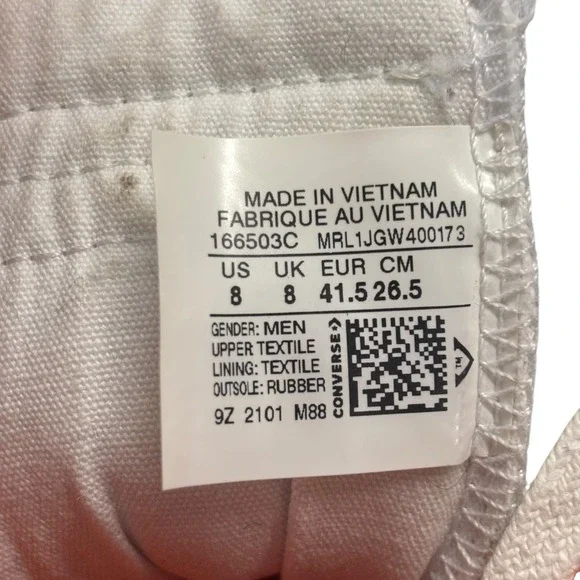 MADE IN VIETNAM
FABRIQUE AU VIETNAM
166503C MRL1JGW400173
US UK EUR CM
8 8 41.5 26.5
GENDER: MEN
UPPER: TEXTILE
LINING: TEXTILE
OUTSOLE: RUBBER
CONVERSE
TM
9Z 2101 M88